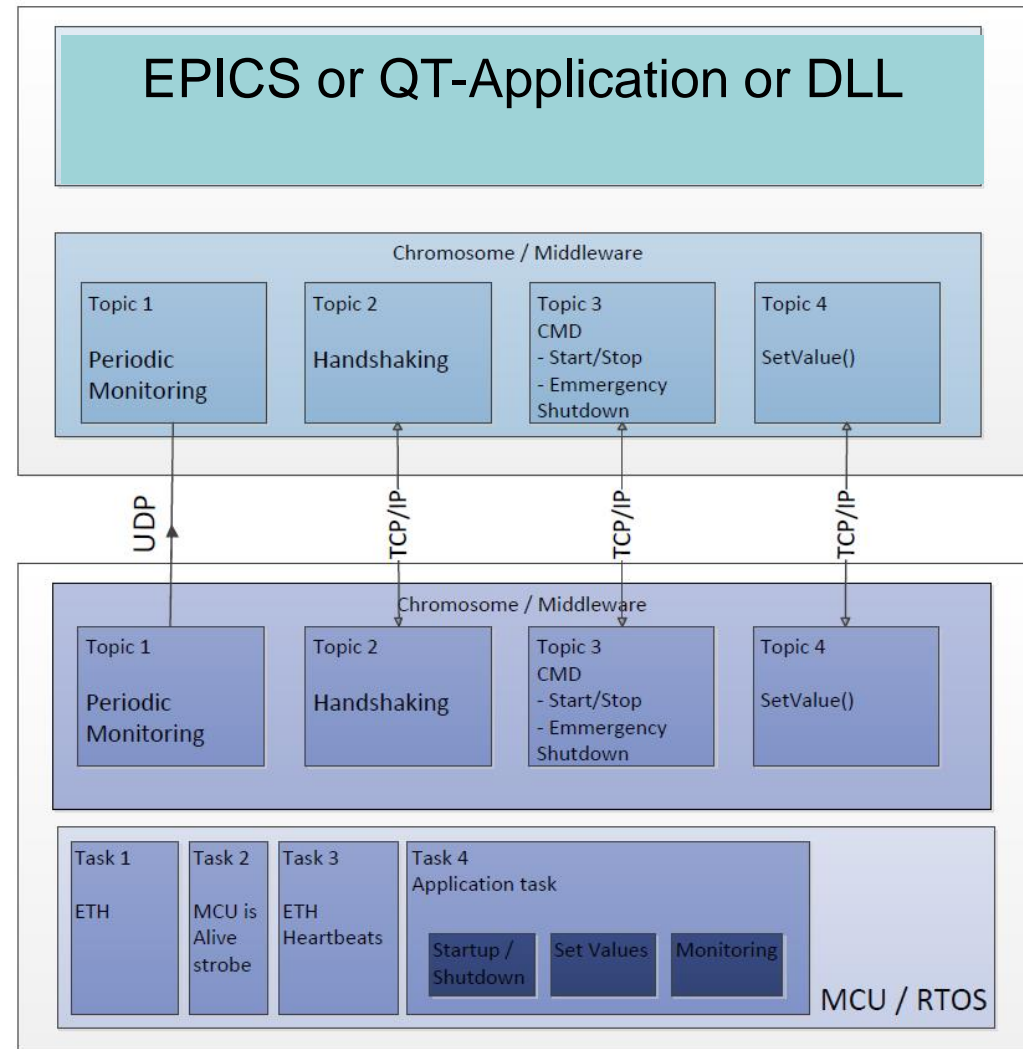 EPICS or QT-Application or DLL
Chromosome / Middleware
Topic 1
Periodic
Monitoring
Topic 2
Handshaking
Topic 3
CMD
- Start/Stop
- Emmergency
Shutdown
Topic 4
SetValue()
UDP
TCP/IP
TCP/IP
TCP/IP
Chromosome / Middleware
Topic 1
Periodic
Monitoring
Topic 2
Handshaking
Topic 3
CMD
- Start/Stop
- Emmergency
Shutdown
Topic 4
SetValue()
Task 1
ETH
Task 2
MCU is
Alive
strobe
Task 3
ETH
Heartbeats
Task 4
Application task
Startup /
Shutdown
Set Values
Monitoring
MCU / RTOS